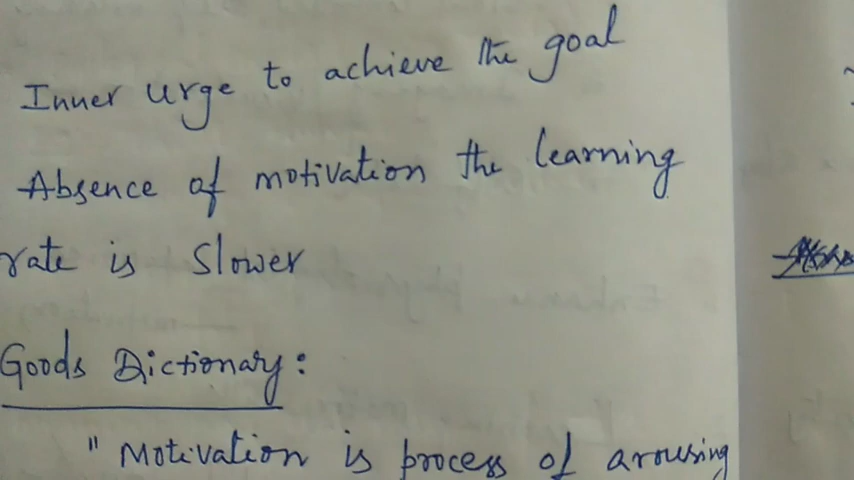 Inner urge to achieve the goal
Absence of motivation the learning
rate is slower
Goods Dictionary:
" Motivation is process of arousing